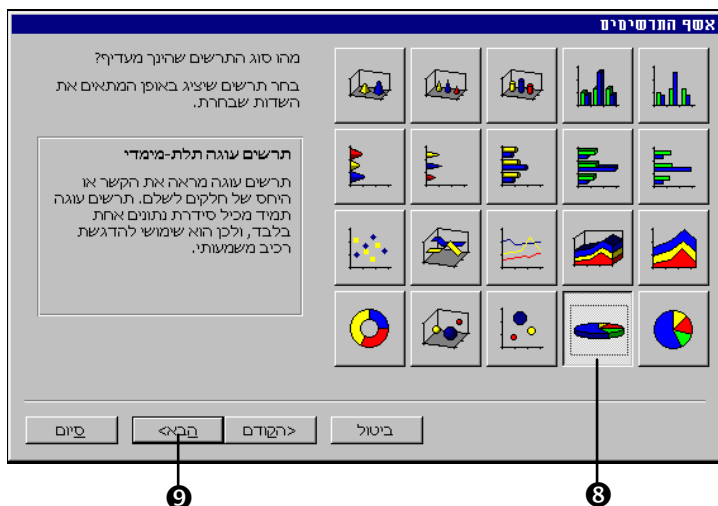 אשף התרשימים
מהו סוג התרשים שהינך מעדיף?
בחר תרשים שיציג באופן המתאים את
השדות שבחרת.
תרשים עוגה תלת-מימדי
תרשים עוגה מראה את הקשר או
היחס של חלקים לשלם. תרשים עוגה
תמיד מכיל סידרת נתונים אחת
בלבד, ולכן הוא שימושי להדגשת
רכיב משמעותי.
ביטול <הקודם הבא> סיום
8 9